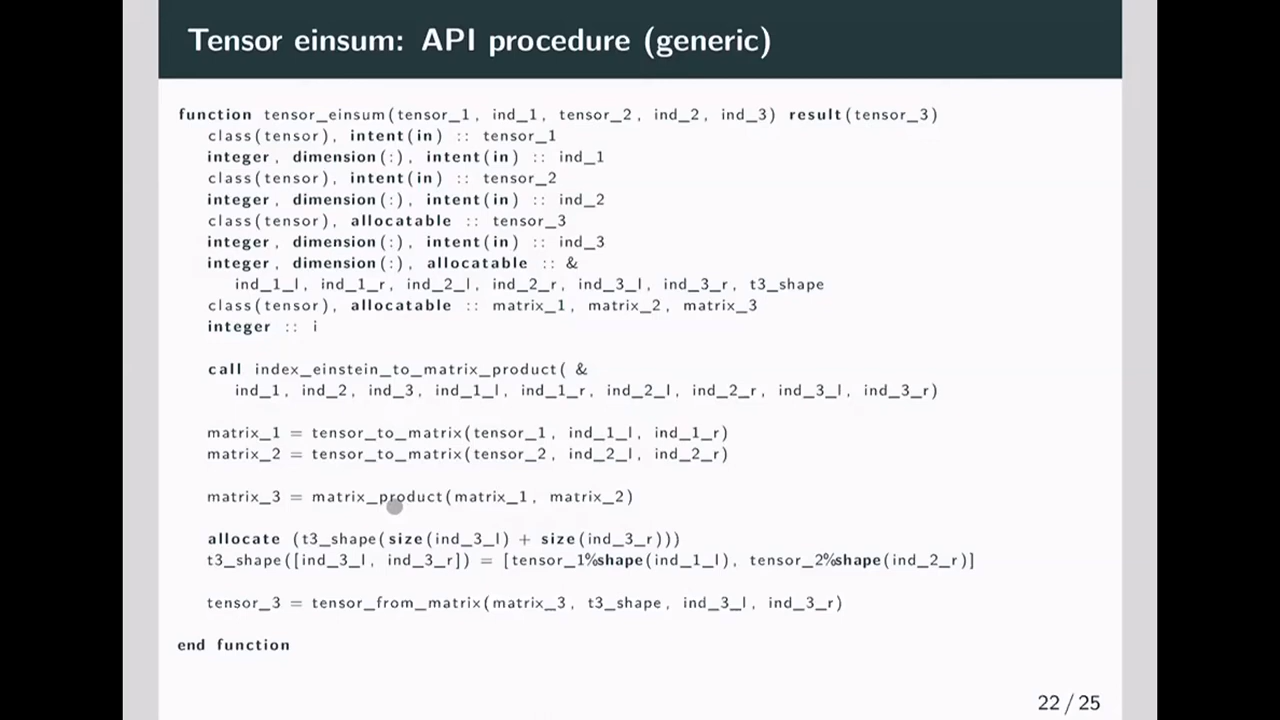 Tensor einsum: API procedure (generic)
function tensor_einsum(tensor_1, ind_1, tensor_2, ind_2, ind_3) result(tensor_3)
class(tensor), intent(in) :: tensor_1
integer, dimension(:), intent(in) :: ind_1
class(tensor), intent(in) :: tensor_2
integer, dimension(:), intent(in) :: ind_2
class(tensor), allocatable :: tensor_3
integer, dimension(:), intent(in) :: ind_3
integer, dimension(:), allocatable :: &
ind_1_l, ind_1_r, ind_2_l, ind_2_r, ind_3_l, ind_3_r, t3_shape
class(tensor), allocatable :: matrix_1, matrix_2, matrix_3
integer :: i
call index_einstein_to_matrix_product( &
ind_1, ind_2, ind_3, ind_1_l, ind_1_r, ind_2_l, ind_2_r, ind_3_l, ind_3_r)
matrix_1 = tensor_to_matrix(tensor_1, ind_1_l, ind_1_r)
matrix_2 = tensor_to_matrix(tensor_2, ind_2_l, ind_2_r)
matrix_3 = matrix_product(matrix_1, matrix_2)
allocate (t3_shape(size(ind_3_l) + size(ind_3_r)))
t3_shape([ind_3_l, ind_3_r]) = [tensor_1%shape(ind_1_l), tensor_2%shape(ind_2_r)]
tensor_3 = tensor_from_matrix(matrix_3, t3_shape, ind_3_l, ind_3_r)
end function
22 / 25